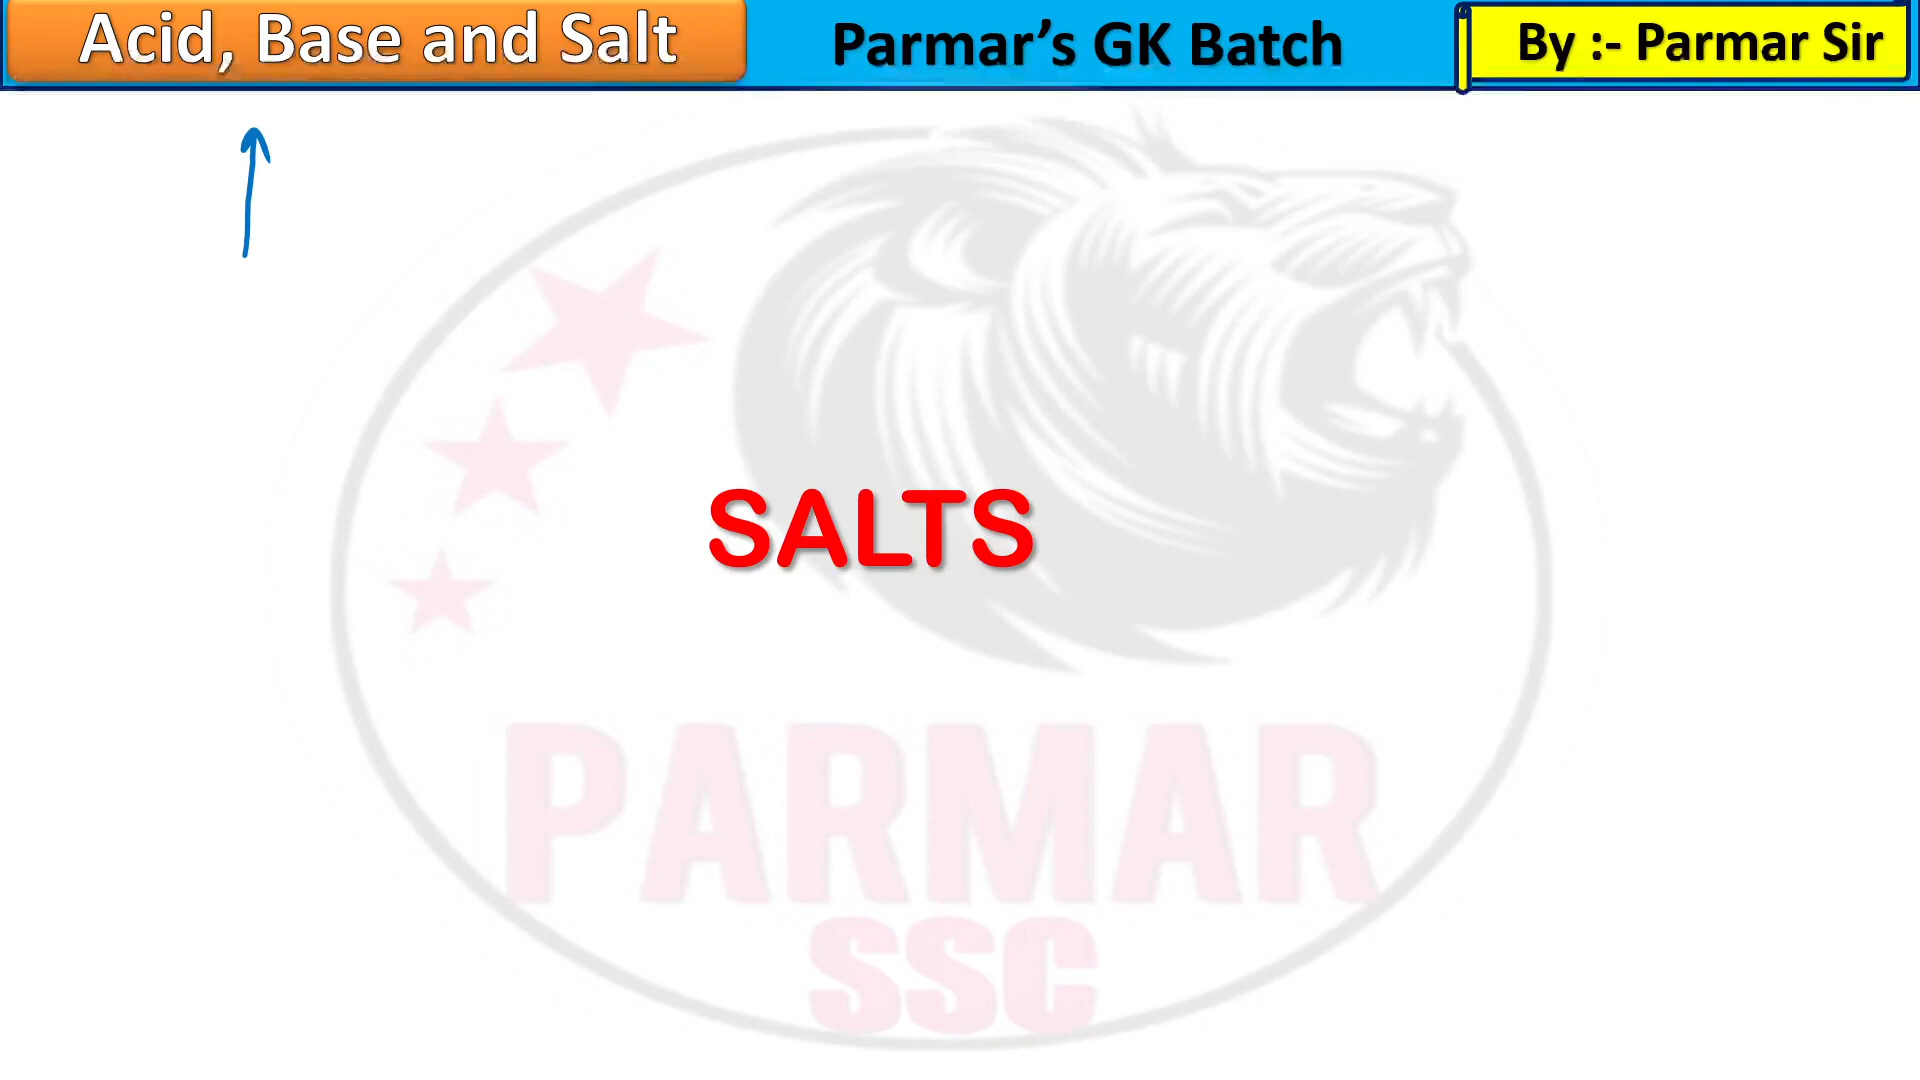 Acid, Base and Salt
Parmar’s GK Batch
By :- Parmar Sir
SALTS
PARMAR
SSC